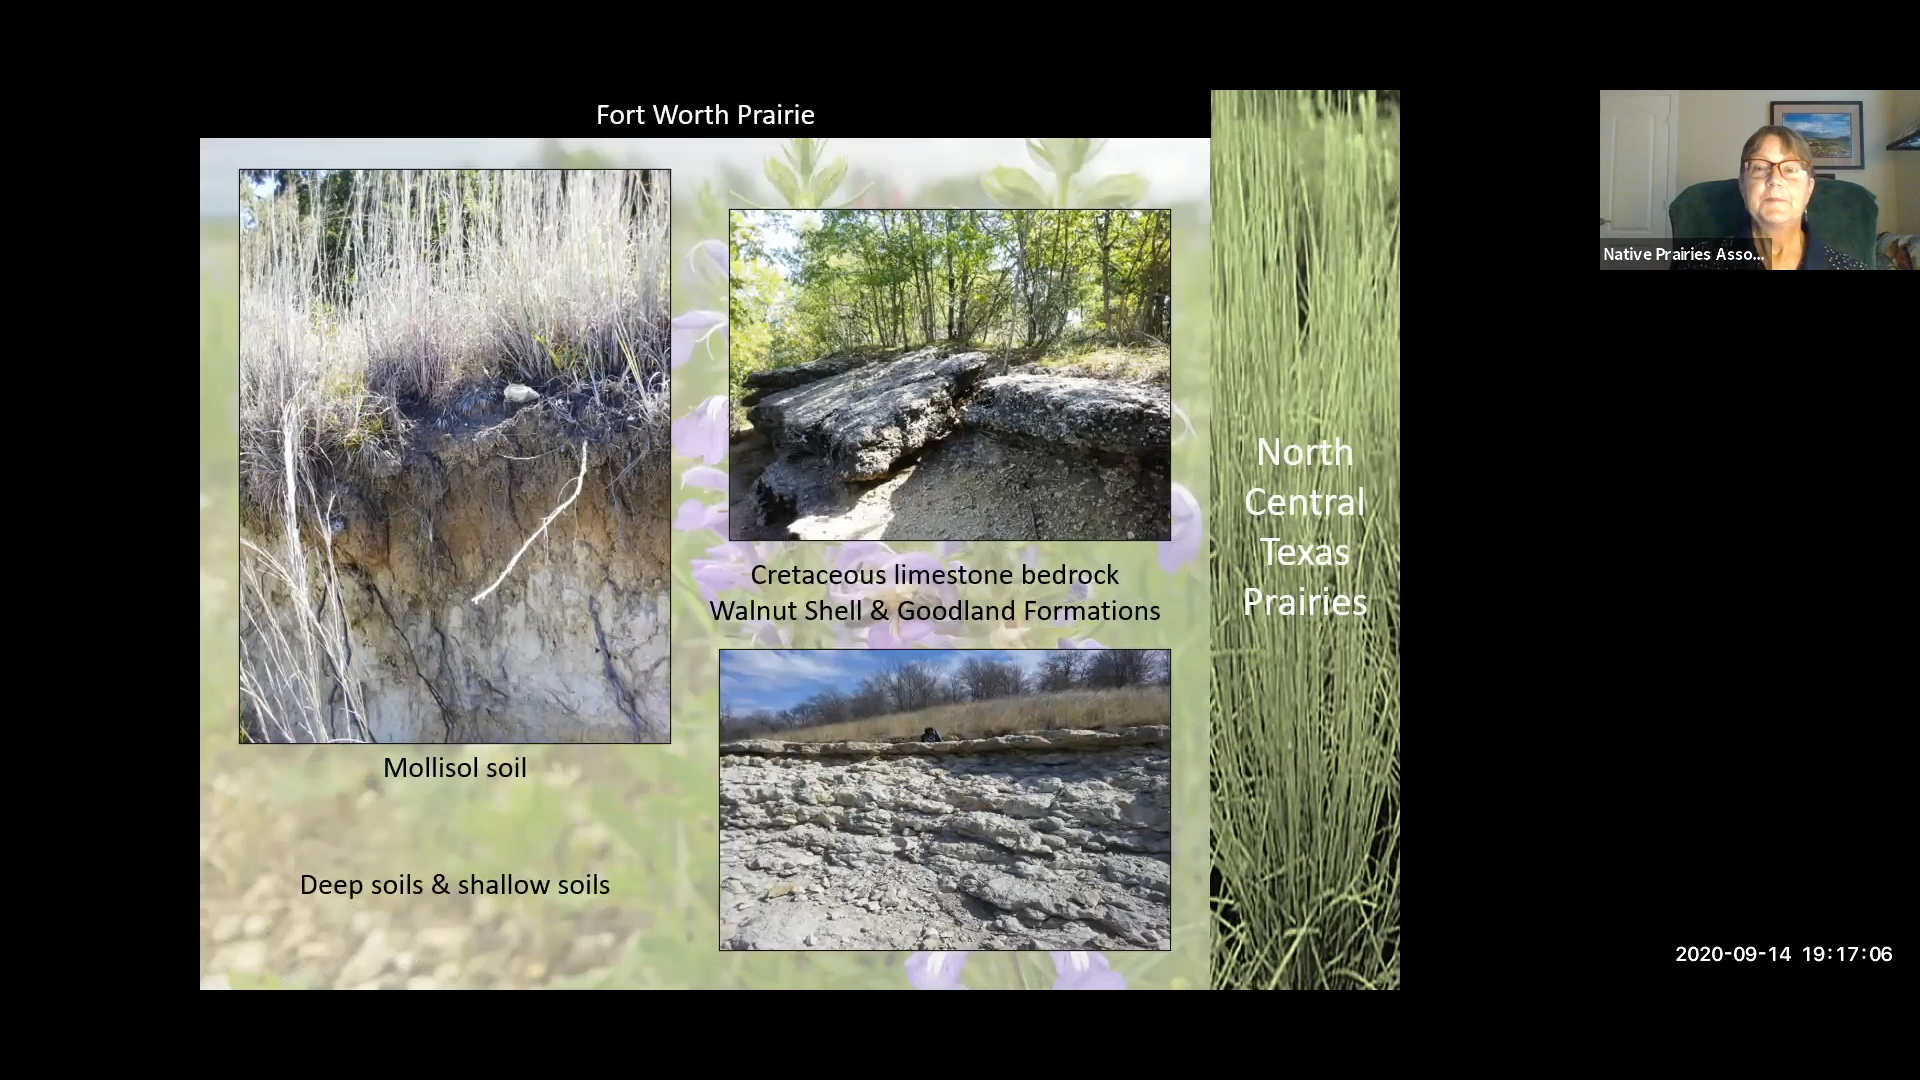 Fort Worth Prairie
Mollisol soil
Deep soils & shallow soils
Cretaceous limestone bedrock
Walnut Shell & Goodland Formations
North
Central
Texas
Prairies
Native Prairies Asso...
2020-09-14 19:17:06